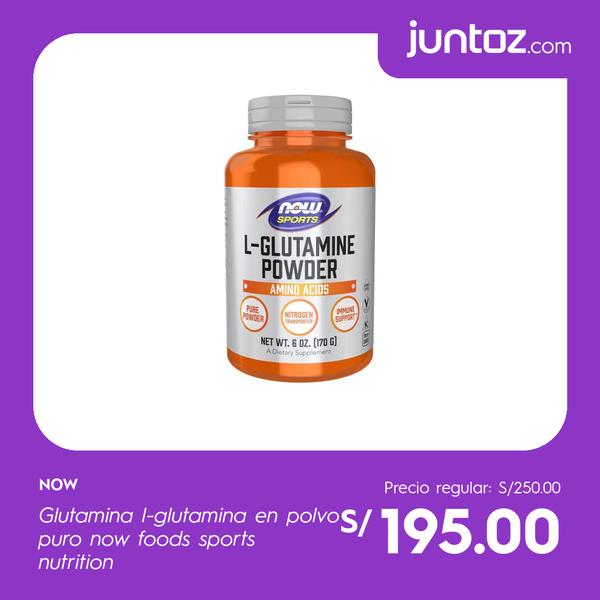 juntoz.com
now
SPORTS
L-GLUTAMINE
POWDER
AMINO ACIDS
PURE
POWDER
NITROGEN
TRANSPORTER*
IMMUNE
SUPPORT*
NET WT. 6 OZ. (170 G)
A Dietary Supplement
NOW
Glutamina l-glutamina en polvo
puro now foods sports
nutrition
Precio regular: S/250.00
S/195.00